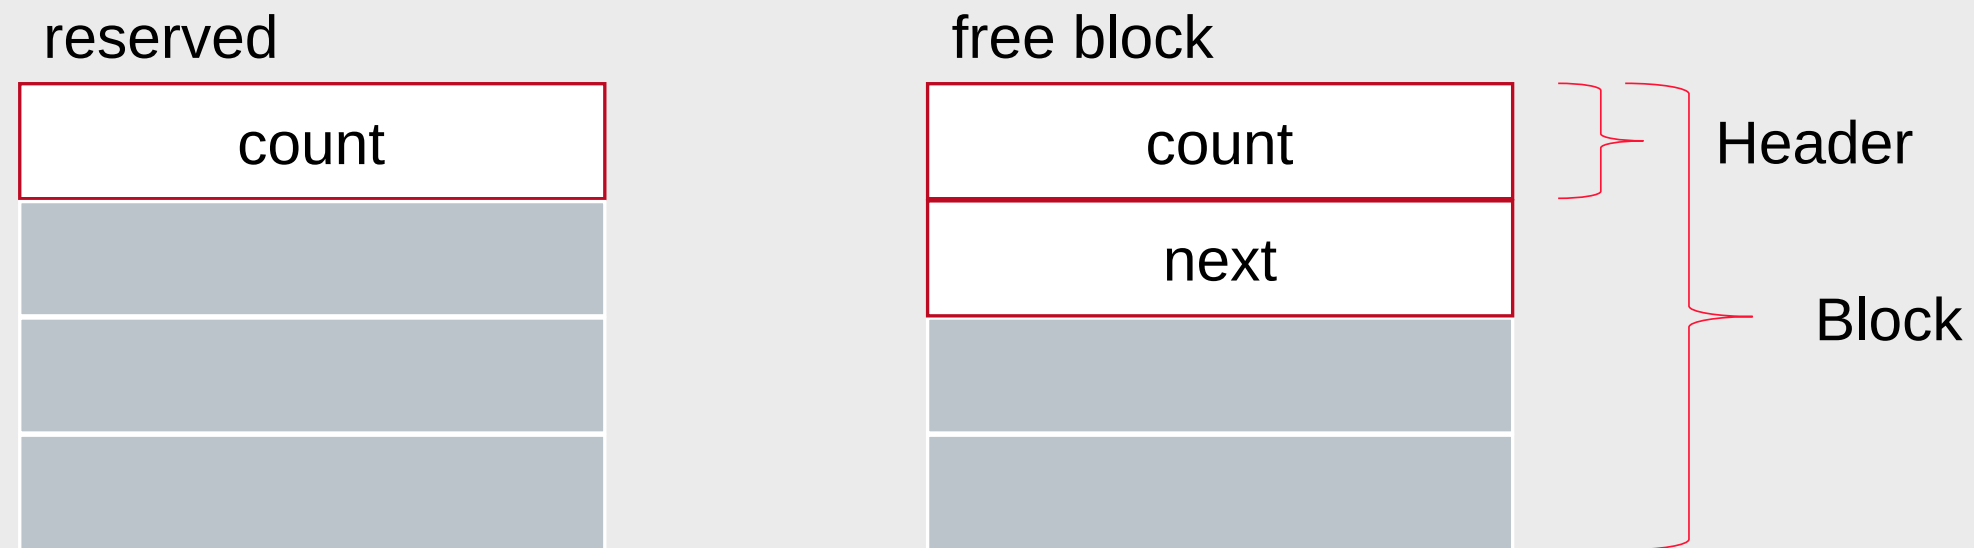 reserved
free block
count
count
Header
next
Block